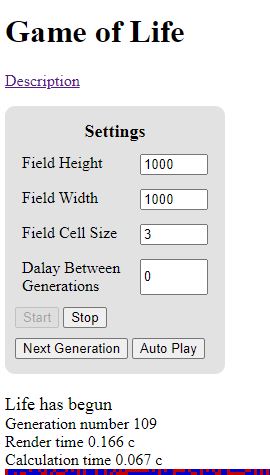 Game of Life
Description
Settings
Field Height 1000
Field Width 1000
Field Cell Size 3
Dalay Between
Generations 0
Start Stop
Next Generation Auto Play
Life has begun
Generation number 109
Render time 0.166 c
Calculation time 0.067 c